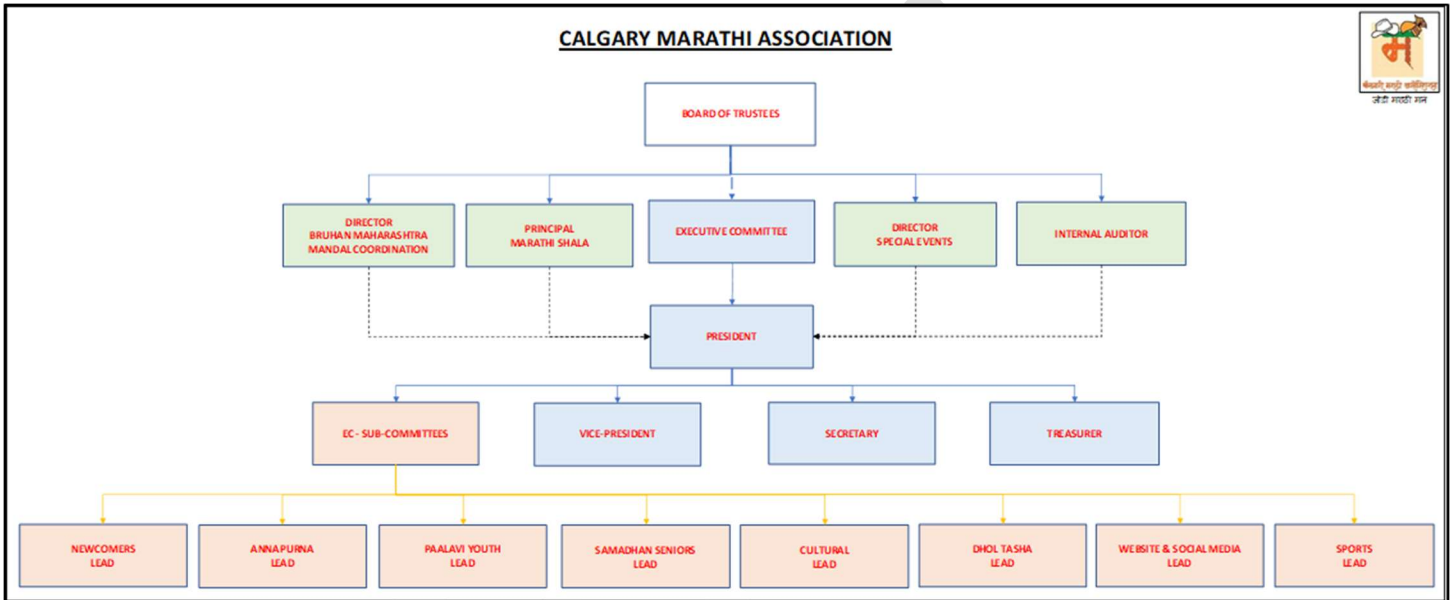 CALGARY MARATHI ASSOCIATION
जोडी मराठी मन
BOARD OF TRUSTEES
DIRECTOR
BRUHAN MAHARASHTRA
MANDAL COORDINATION
PRINCIPAL
MARATHI SHALA
EXECUTIVE COMMITTEE
DIRECTOR
SPECIAL EVENTS
INTERNAL AUDITOR
PRESIDENT
EC - SUB-COMMITTEES
VICE-PRESIDENT
SECRETARY
TREASURER
NEWCOMERS
LEAD
ANNAPURNA
LEAD
PAALAVI YOUTH
LEAD
SAMADHAN SENIORS
LEAD
CULTURAL
LEAD
DHOL TASHA
LEAD
WEBSITE & SOCIAL MEDIA
LEAD
SPORTS
LEAD